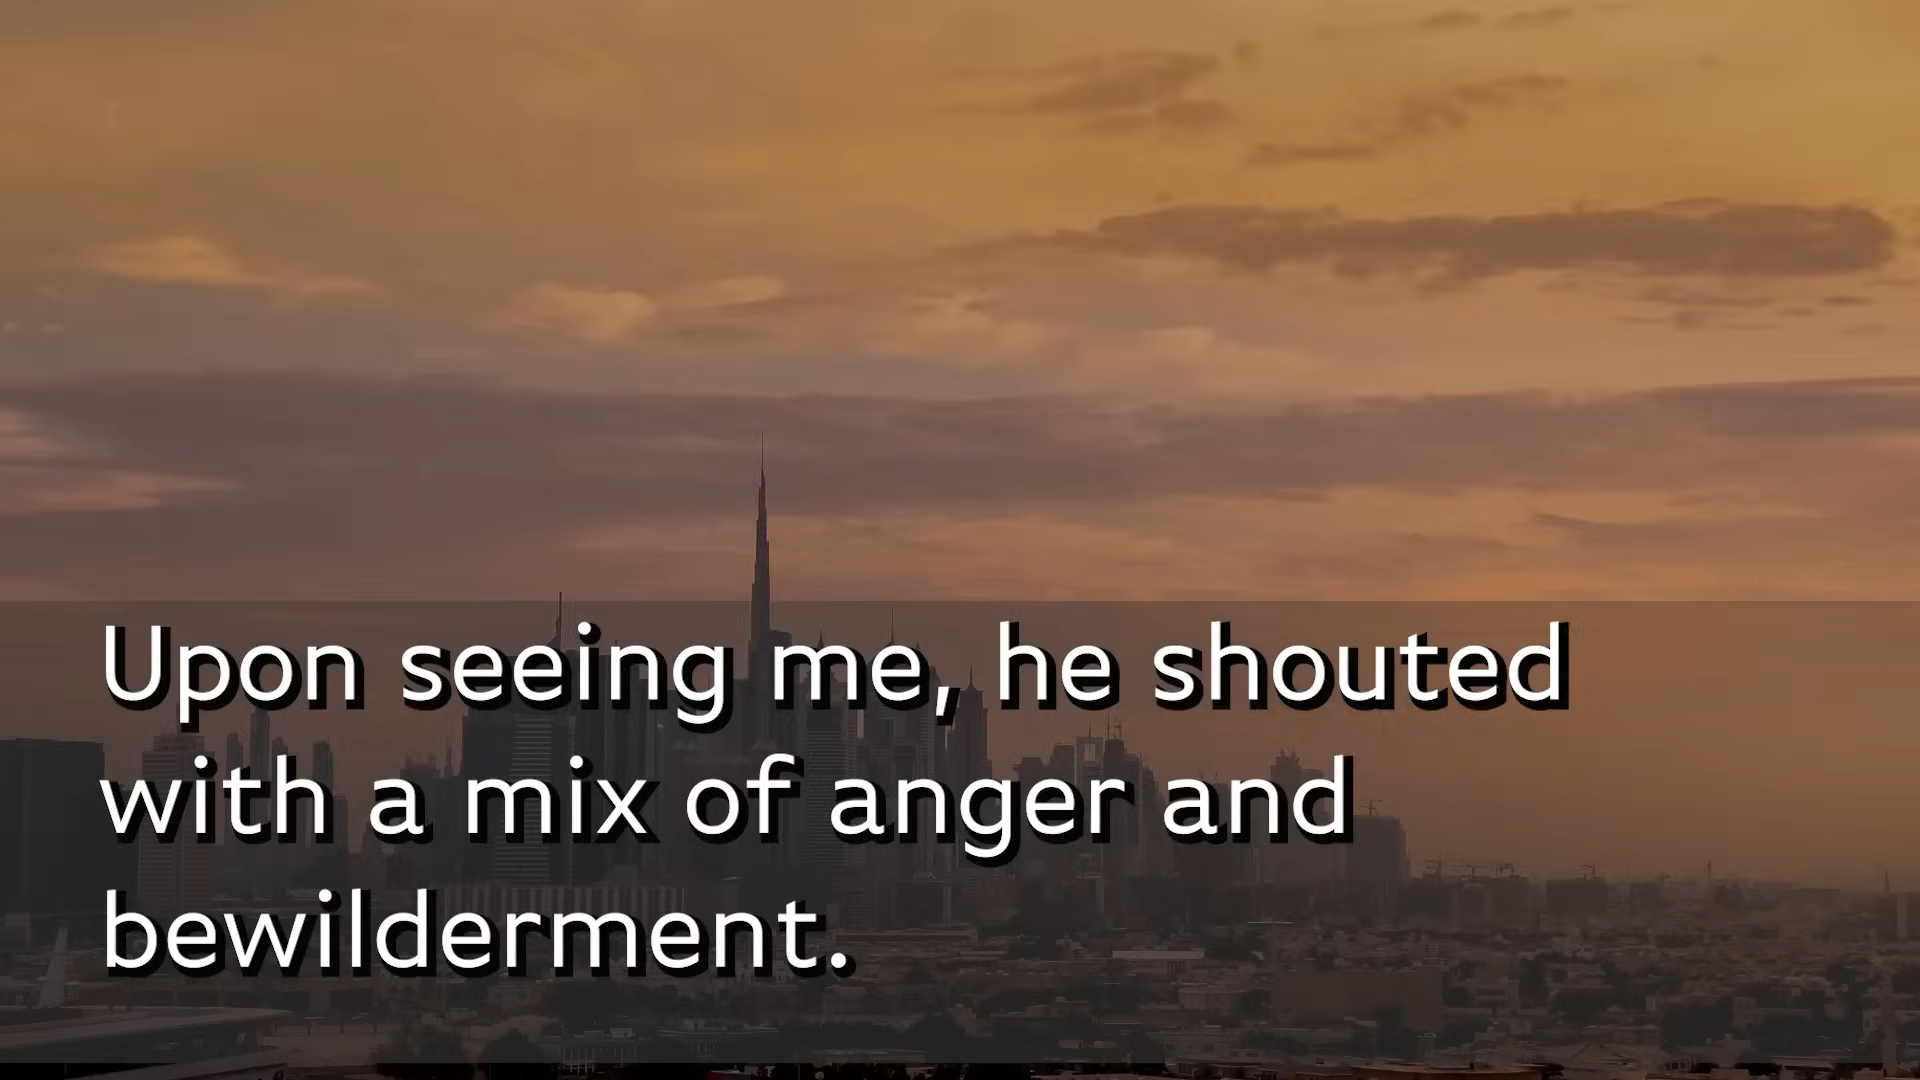 Upon seeing me, he shouted
with a mix of anger and
bewilderment.